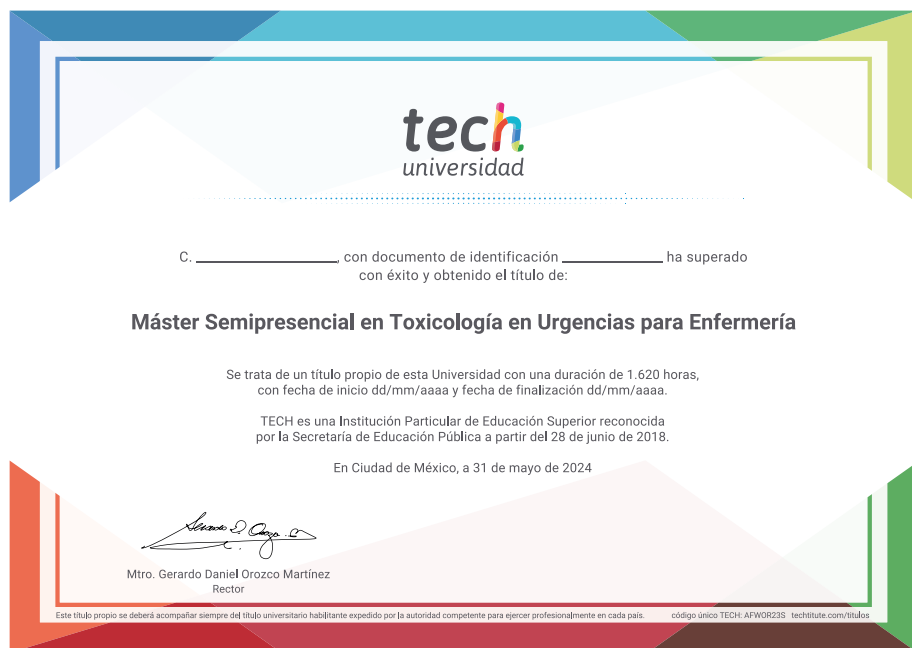 tech
universidad
C. ____________, con documento de identificación ____________ ha superado
con éxito y obtenido el título de:
Máster Semipresencial en Toxicología en Urgencias para Enfermería
Se trata de un título propio de esta Universidad con una duración de 1.620 horas,
con fecha de inicio dd/mm/aaaa y fecha de finalización dd/mm/aaaa.
TECH es una Institución Particular de Educación Superior reconocida
por la Secretaría de Educación Pública a partir del 28 de junio de 2018.
En Ciudad de México, a 31 de mayo de 2024
Mtro. Gerardo Daniel Orozco Martínez
Rector
Este título propio se deberá acompañar siempre del título universitario habilitante expedido por la autoridad competente para ejercer profesionalmente en cada país. código único TECH: AFWOR23S techtitute.com/titulos